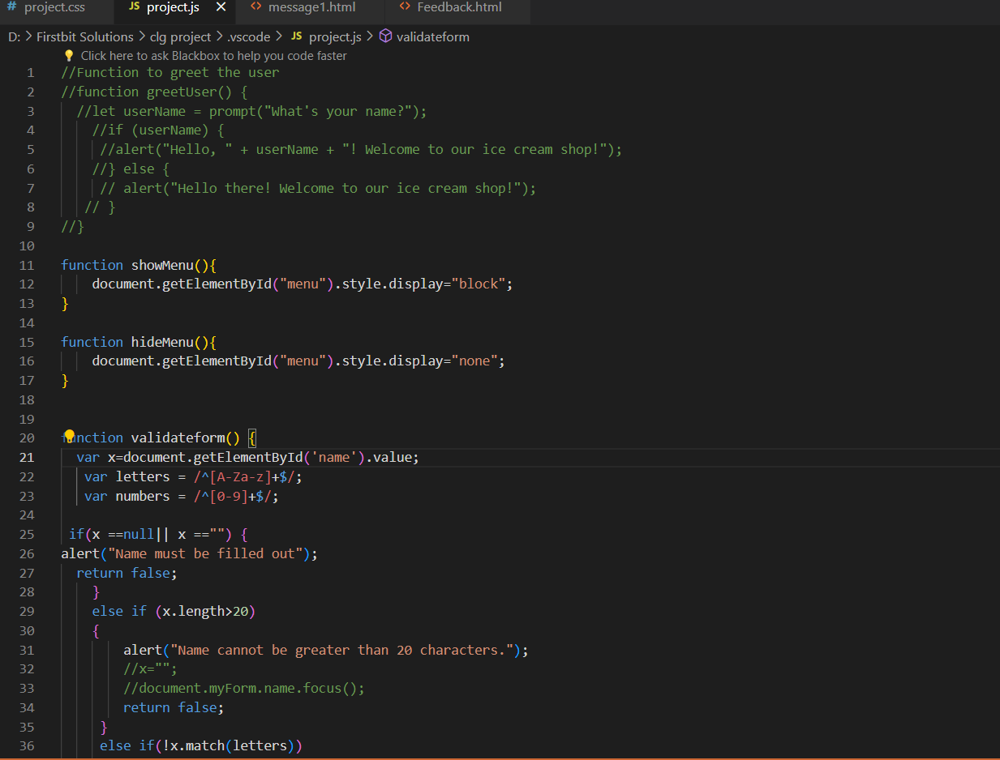 # project.css JS project.js × <> message1.html <> Feedback.html
D: > Firstbit Solutions > clg project > .vscode > JS project.js > validateform
Click here to ask Blackbox to help you code faster
1 //Function to greet the user
2 //function greetUser() {
3 //let userName = prompt("What's your name?");
4 //if (userName) {
5 //alert("Hello, " + userName + "! Welcome to our ice cream shop!");
6 //} else {
7 // alert("Hello there! Welcome to our ice cream shop!");
8 // }
9 //}
10
11 function showMenu(){
12 document.getElementById("menu").style.display="block";
13 }
14
15 function hideMenu(){
16 document.getElementById("menu").style.display="none";
17 }
18
19
20 function validateform() {
21 var x=document.getElementById('name').value;
22 var letters = /^[A-Za-z]+$/;
23 var numbers = /^[0-9]+$/;
24
25 if(x ==null|| x =="") {
26 alert("Name must be filled out");
27 return false;
28 }
29 else if (x.length>20)
30 {
31 alert("Name cannot be greater than 20 characters.");
32 //x="";
33 //document.myForm.name.focus();
34 return false;
35 }
36 else if(!x.match(letters))